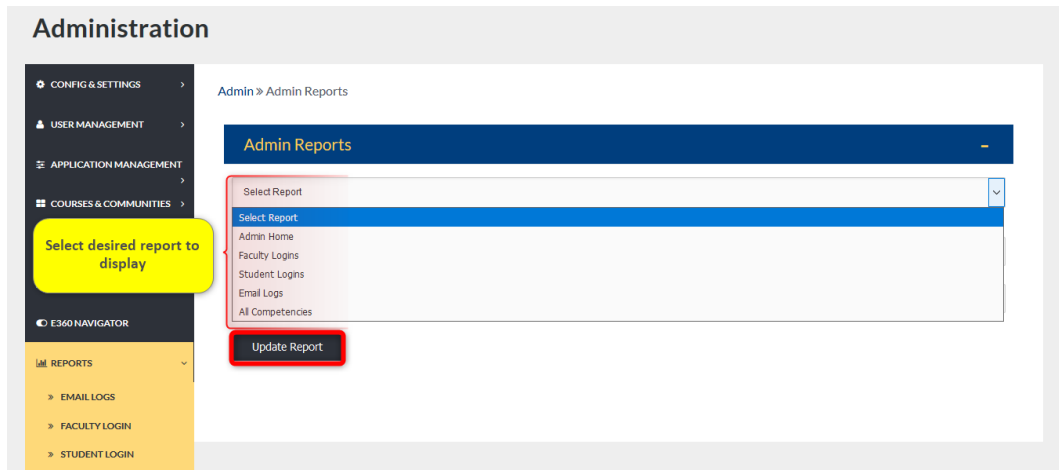 Administration
CONFIG & SETTINGS
USER MANAGEMENT
APPLICATION MANAGEMENT
COURSES & COMMUNITIES
Select desired report to
display
E360 NAVIGATOR
REPORTS
» EMAIL LOGS
» FACULTY LOGIN
» STUDENT LOGIN
Admin » Admin Reports
Admin Reports
Select Report
Select Report
Admin Home
Faculty Logins
Student Logins
Email Logs
All Competencies
Update Report